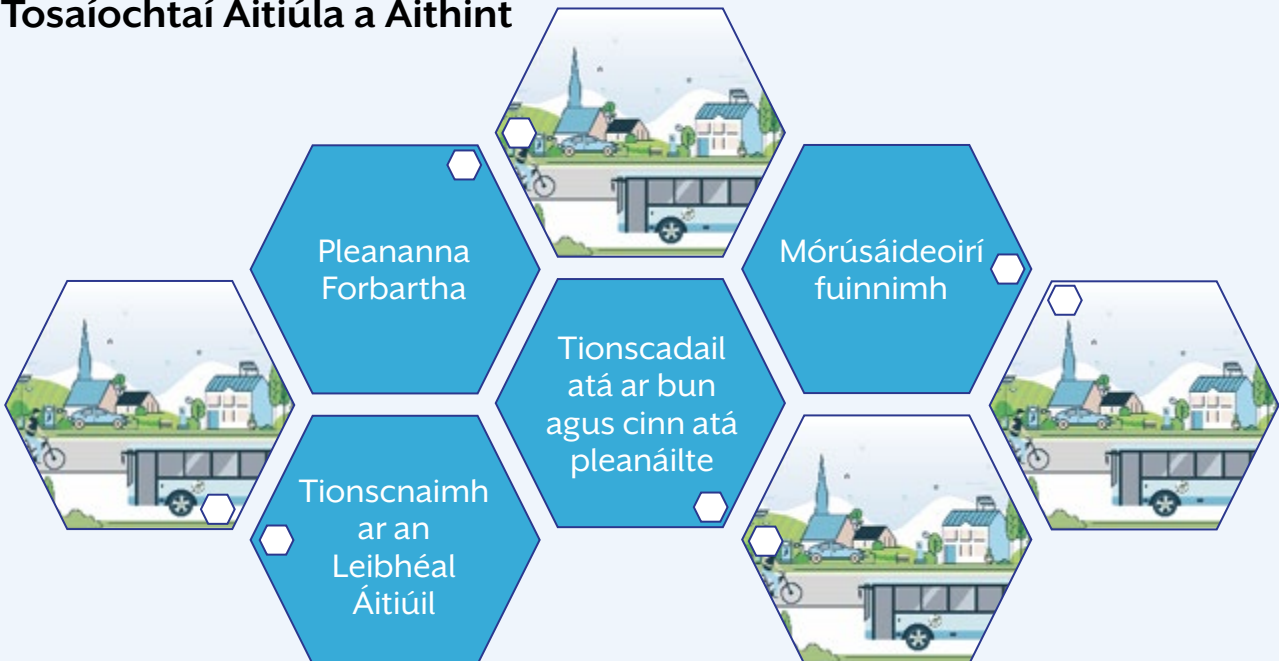 Tosaíochtaí Áitiúla a Aithint
Pleananna
Forbartha
Mórúsáideoirí
fuinnimh
Tionscadail
atá ar bun
agus cinn atá
pleanáilte
Tionscnaimh
ar an
Leibhéal
Áitiúil